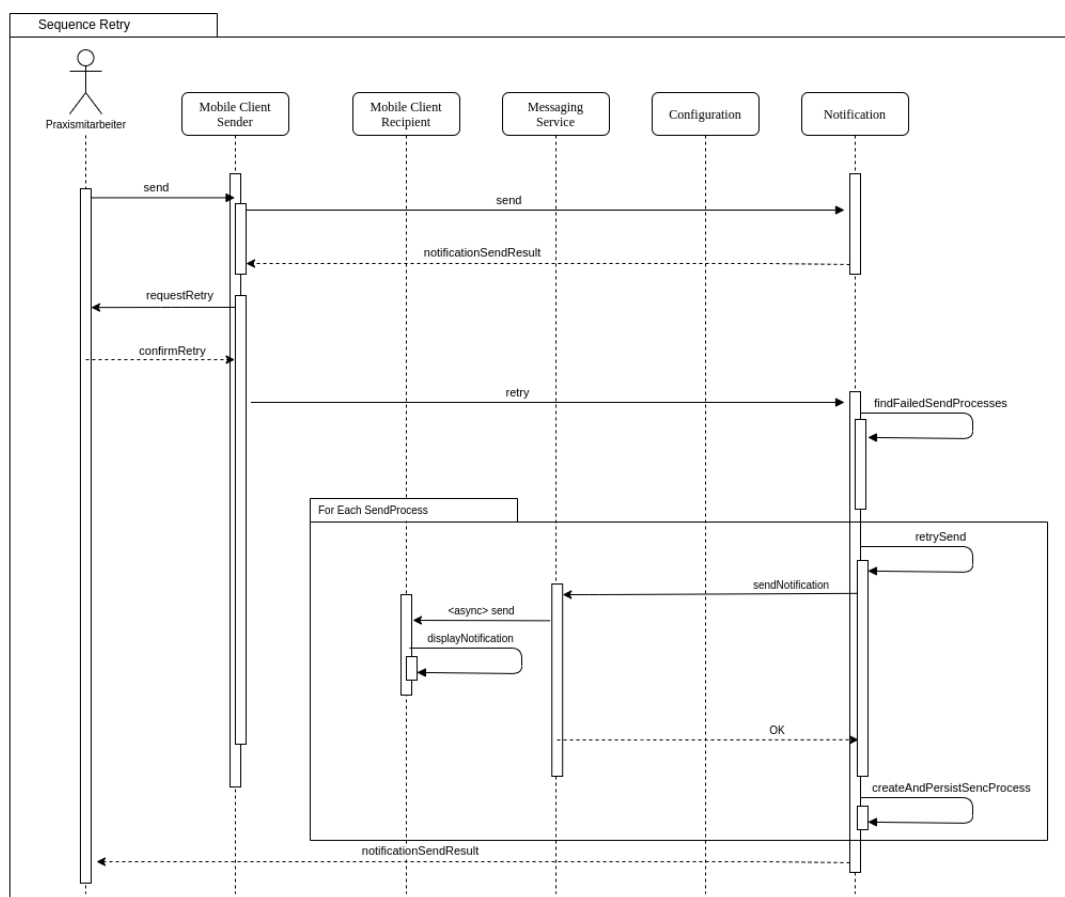 Sequence Retry
Praxismitarbeiter
Mobile Client
Sender
Mobile Client
Recipient
Messaging
Service
Configuration
Notification
send
send
notificationSendResult
requestRetry
confirmRetry
retry
findFailedSendProcesses
For Each SendProcess
retrySend
sendNotification
<async> send
displayNotification
OK
createAndPersistSencProcess
notificationSendResult